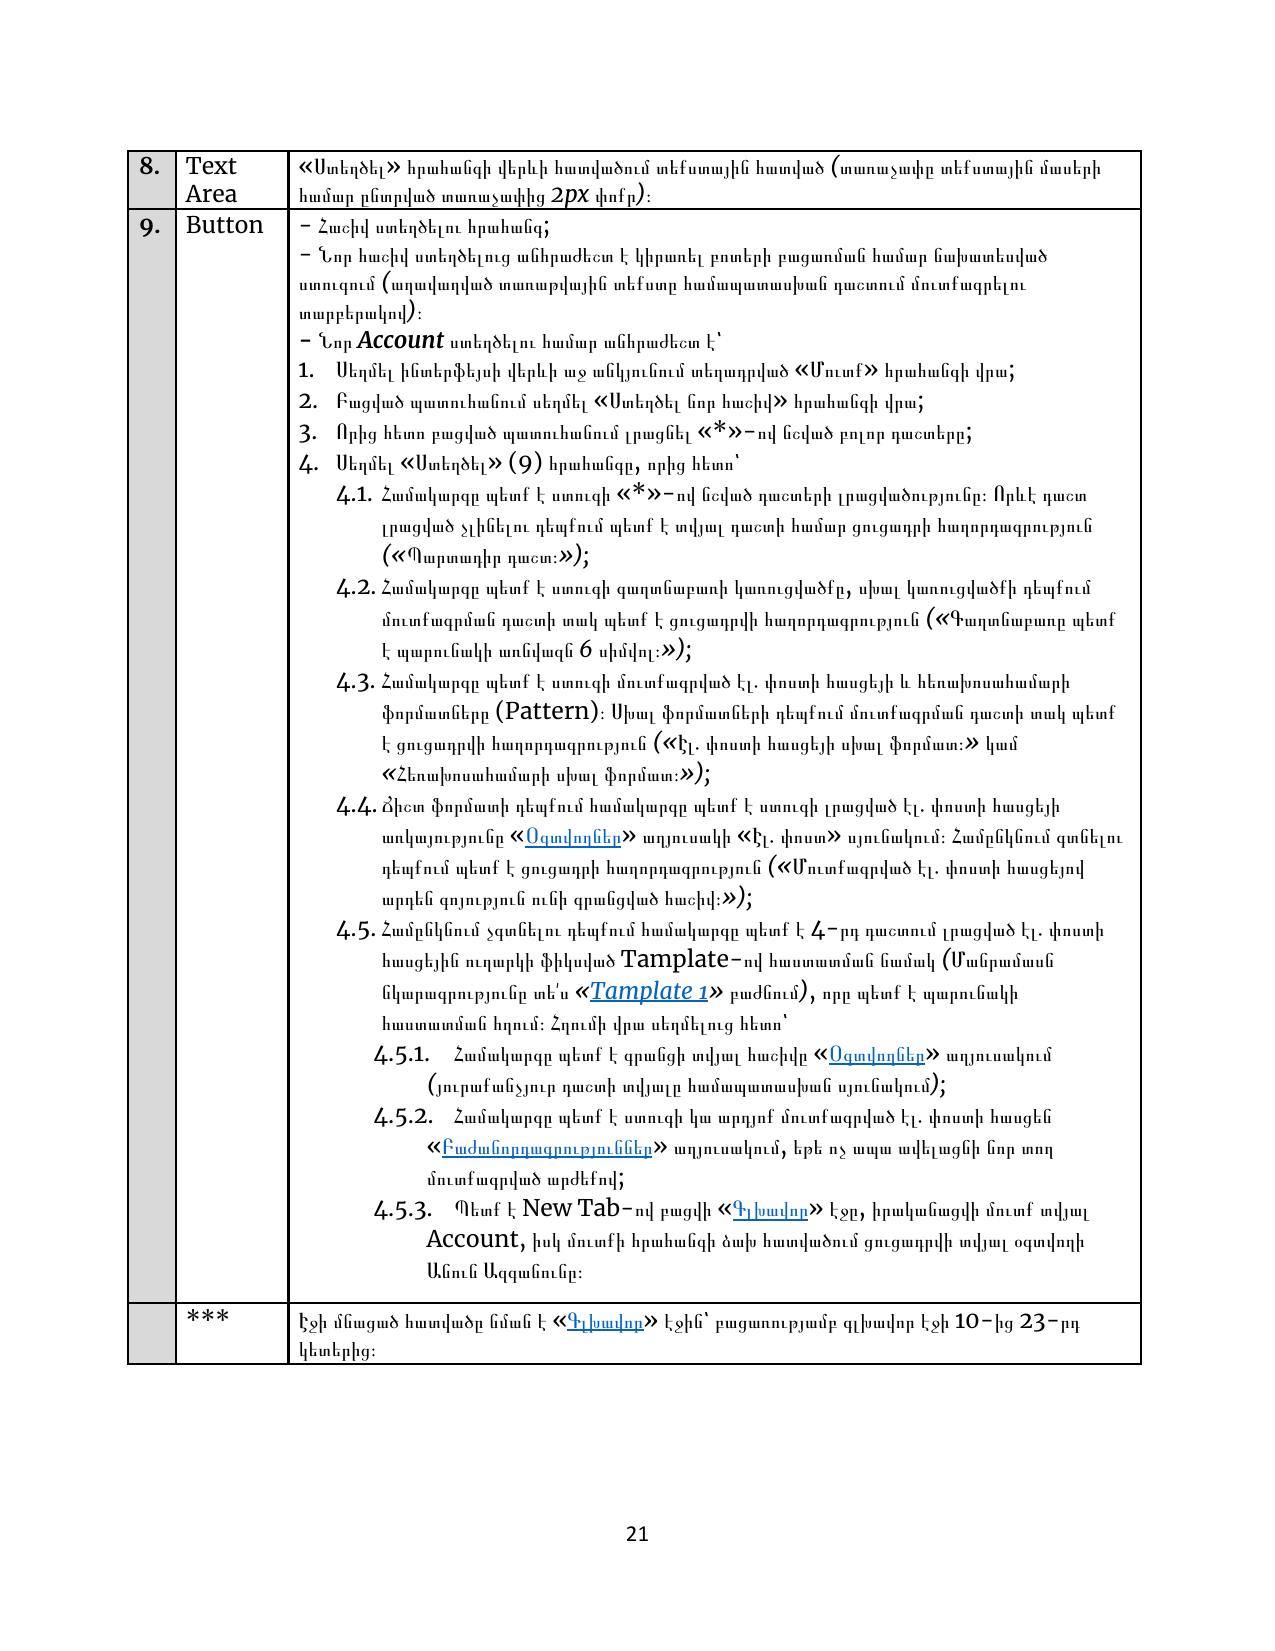 8. Text «Ստեղծել» հրահանգի վերևի հատվածում տեքստային հատված (տառաչափը տեքստային մասերի
Area համար ընտրված տառաչափից 2px փոքր)։
9. Button – Հաշիվ ստեղծելու հրահանգ;
– Նոր հաշիվ ստեղծելուց անհրաժեշտ է կիրառել բոտերի բացառման համար նախատեսված
ստուգում (աղավաղված տառաթվային տեքստը համապատասխան դաշտում մուտքագրելու
տարբերակով)։
– Նոր Account ստեղծելու համար անհրաժեշտ է՝
1. Սեղմել ինտերֆեյսի վերևի աջ անկյունում տեղադրված «Մուտք» հրահանգի վրա;
2. Բացված պատուհանում սեղմել «Ստեղծել նոր հաշիվ» հրահանգի վրա;
3. Որից հետո բացված պատուհանում լրացնել «*»-ով նշված բոլոր դաշտերը;
4. Սեղմել «Ստեղծել» (9) հրահանգը, որից հետո՝
4.1. Համակարգը պետք է ստուգի «*»-ով նշված դաշտերի լրացվածությունը։ Որևէ դաշտ
լրացված չլինելու դեպքում պետք է տվյալ դաշտի համար ցուցադրի հաղորդագրություն
(«Պարտադիր դաշտ։»);
4.2. Համակարգը պետք է ստուգի գաղտնաբառի կառուցվածքը, սխալ կառուցվածքի դեպքում
մուտքագրման դաշտի տակ պետք է ցուցադրվի հաղորդագրություն («Գաղտնաբառը պետք
է պարունակի առնվազն 6 սիմվոլ։»);
4.3. Համակարգը պետք է ստուգի մուտքագրված էլ. փոստի հասցեյի և հեռախոսահամարի
ֆորմատները (Pattern)։ Սխալ ֆորմատների դեպքում մուտքագրման դաշտի տակ պետք
է ցուցադրվի հաղորդագրություն («Էլ. փոստի հասցեյի սխալ ֆորմատ։» կամ
«Հեռախոսահամարի սխալ ֆորմատ։»);
4.4. Ճիշտ ֆորմատի դեպքում համակարգը պետք է ստուգի լրացված էլ. փոստի հասցեյի
առկայությունը «Օգտվողներ» աղյուսակի «Էլ. փոստ» սյունակում։ Համընկնում գտնելու
դեպքում պետք է ցուցադրի հաղորդագրություն («Մուտքագրված էլ. փոստի հասցեյով
արդեն գոյություն ունի գրանցված հաշիվ։»);
4.5. Համընկնում չգտնելու դեպքում համակարգը պետք է 4-րդ դաշտում լրացված էլ. փոստի
հասցեյին ուղարկի ֆիկսված Tamplate-ով հաստատման նամակ (Մանրամասն
նկարագրությունը տե՛ս «Tamplate 1» բաժնում), որը պետք է պարունակի
հաստատման հղում։ Հղումի վրա սեղմելուց հետո՝
4.5.1. Համակարգը պետք է գրանցի տվյալ հաշիվը «Օգտվողներ» աղյուսակում
(յուրաքանչյուր դաշտի տվյալը համապատասխան սյունակում);
4.5.2. Համակարգը պետք է ստուգի կա արդյոք մուտքագրված էլ. փոստի հասցեն
«Բաժանորդագրություններ» աղյուսակում, եթե ոչ ապա ավելացնի նոր տող
մուտքագրված արժեքով;
4.5.3. Պետք է New Tab-ով բացվի «Գլխավոր» էջը, իրականացվի մուտք տվյալ
Account, իսկ մուտքի հրահանգի ձախ հատվածում ցուցադրվի տվյալ օգտվողի
Անուն Ազգանունը։
*** Էջի մնացած հատվածը նման է «Գլխավոր» էջին՝ բացառությամբ գլխավոր էջի 10-ից 23-րդ
կետերից։
21